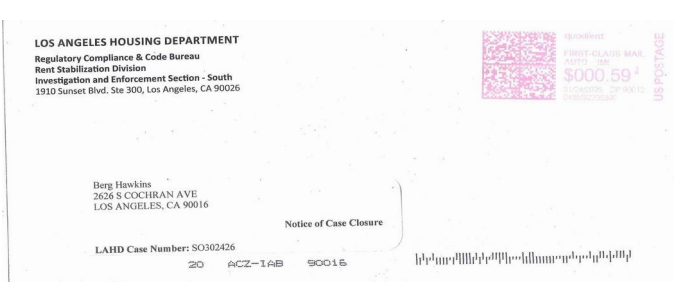 LOS ANGELES HOUSING DEPARTMENT
Regulatory Compliance & Code Bureau
Rent Stabilization Division
Investigation and Enforcement Section - South
1910 Sunset Blvd. Ste 300, Los Angeles, CA 90026
quadient
FIRST-CLASS MAIL
AUTO
$000.59
US POSTAGE
Berg Hawkins
2626 S COCHRAN AVE
LOS ANGELES, CA 90016
Notice of Case Closure
LAHD Case Number: SO302426
20 ACZ-IAB 90016